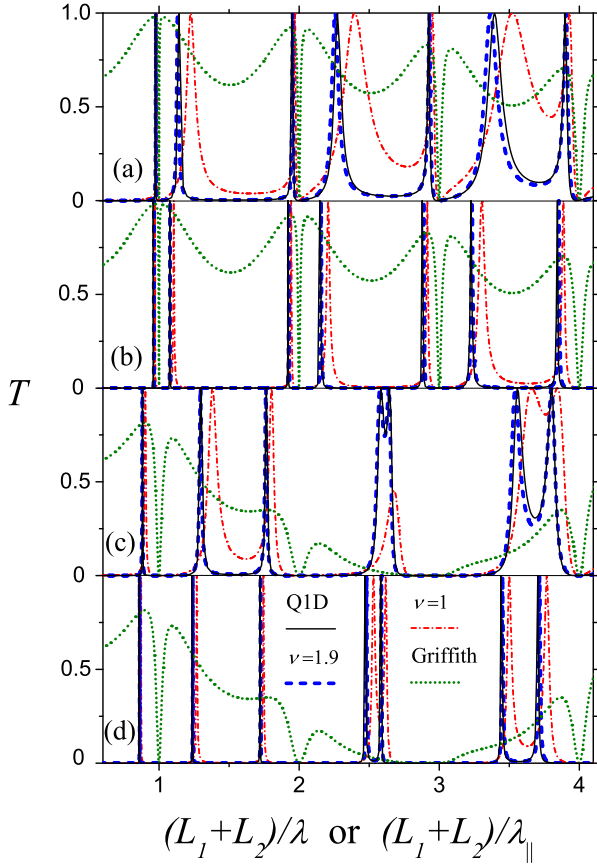 1.0
0.5
(a)
0
0.5
(b)
T
0
0.5
(c)
0
Q1D
ν=1
0.5
ν=1.9
Griffith
(d)
0
1 2 3 4
(L₁+L₂)/λ or (L₁+L₂)/λ∥